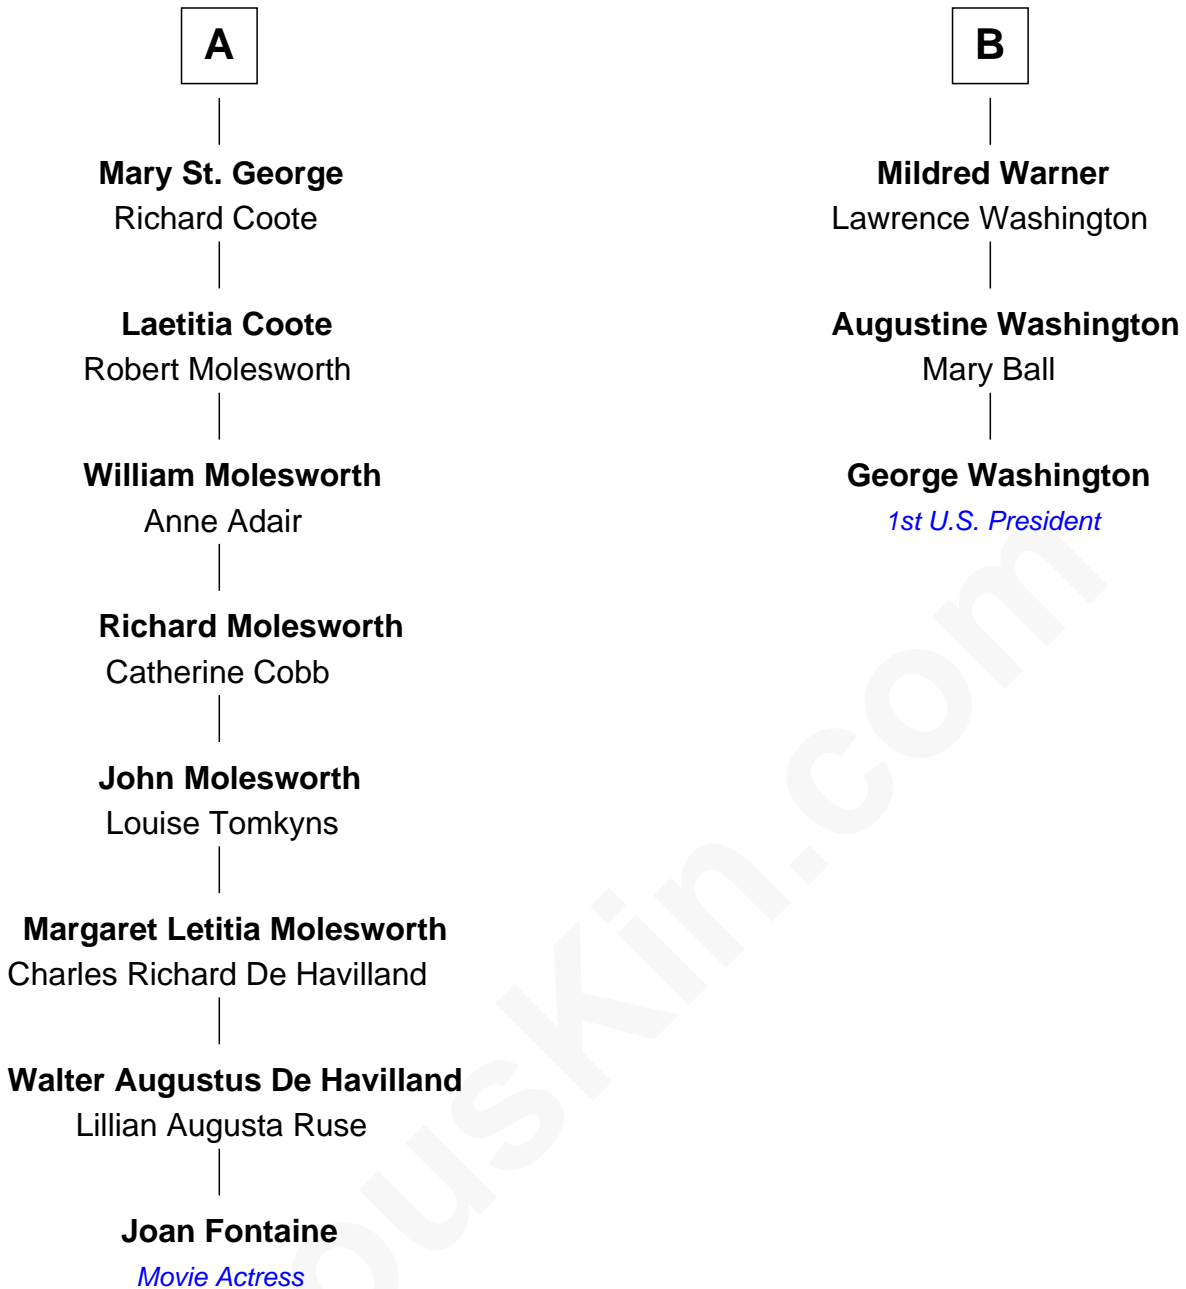 A
Mary St. George
Richard Coote
Laetitia Coote
Robert Molesworth
William Molesworth
Anne Adair
Richard Molesworth
Catherine Cobb
John Molesworth
Louise Tomkyns
Margaret Letitia Molesworth
Charles Richard De Havilland
Walter Augustus De Havilland
Lillian Augusta Ruse
Joan Fontaine
Movie Actress
B
Mildred Warner
Lawrence Washington
Augustine Washington
Mary Ball
George Washington
1st U.S. President
ousKin.com